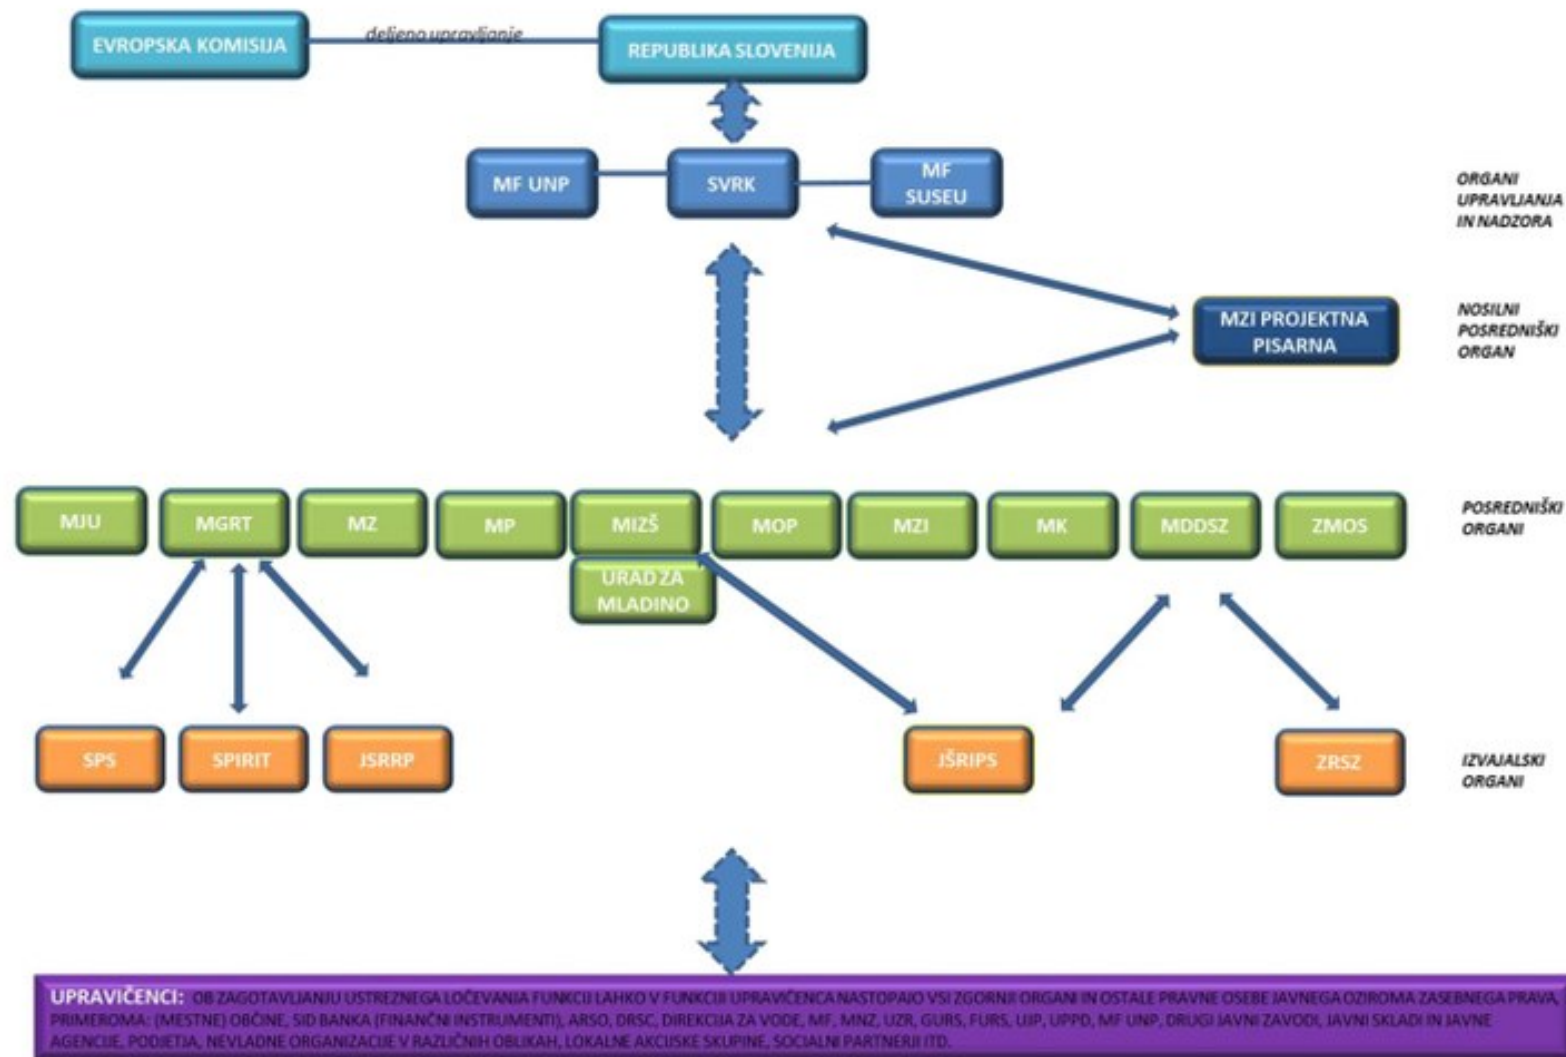 EVROPSKA KOMISIJA
deljeno upravljanje
REPUBLIKA SLOVENIJA
MF UNP
SVRK
MF
SUSEU
ORGANI
UPRAVLJANJA
IN NADZORA
MZI PROJEKTNA
PISARNA
NOSILNI
POSREDNIŠKI
ORGAN
MJU
MGRT
MZ
MP
MIZŠ
MOP
MZI
MK
MDDSZ
ZMOS
POSREDNIŠKI
ORGANI
URAD ZA
MLADINO
SPS
SPIRIT
JSRRP
JŠRIPS
ZRSZ
IZVAJALSKI
ORGANI
UPRAVIČENCI: OB ZAGOTAVLJANJU USTREZNEGA LOČEVANJA FUNKCIJ LAHKO V FUNKCIJI UPRAVIČENCA NASTOPAJO VSI ZGORNJI ORGANI IN OSTALE PRAVNE OSEBE JAVNEGA OZIROMA ZASEBNEGA PRAVA,
PRIMEROMA: (MESTNE) OBČINE, SID BANKA (FINANČNI INSTRUMENTI), ARSO, DRSC, DIREKCIJA ZA VODE, MF, MNZ, UZR, GURS, FURS, UJP, UPPD, MF UNP, DRUGI JAVNI ZAVODI, JAVNI SKLADI IN JAVNE
AGENCIJE, PODJETJA, NEVLADNE ORGANIZACIJE V RAZLIČNIH OBLIKAH, LOKALNE AKCIJSKE SKUPINE, SOCIALNI PARTNERJI ITD.